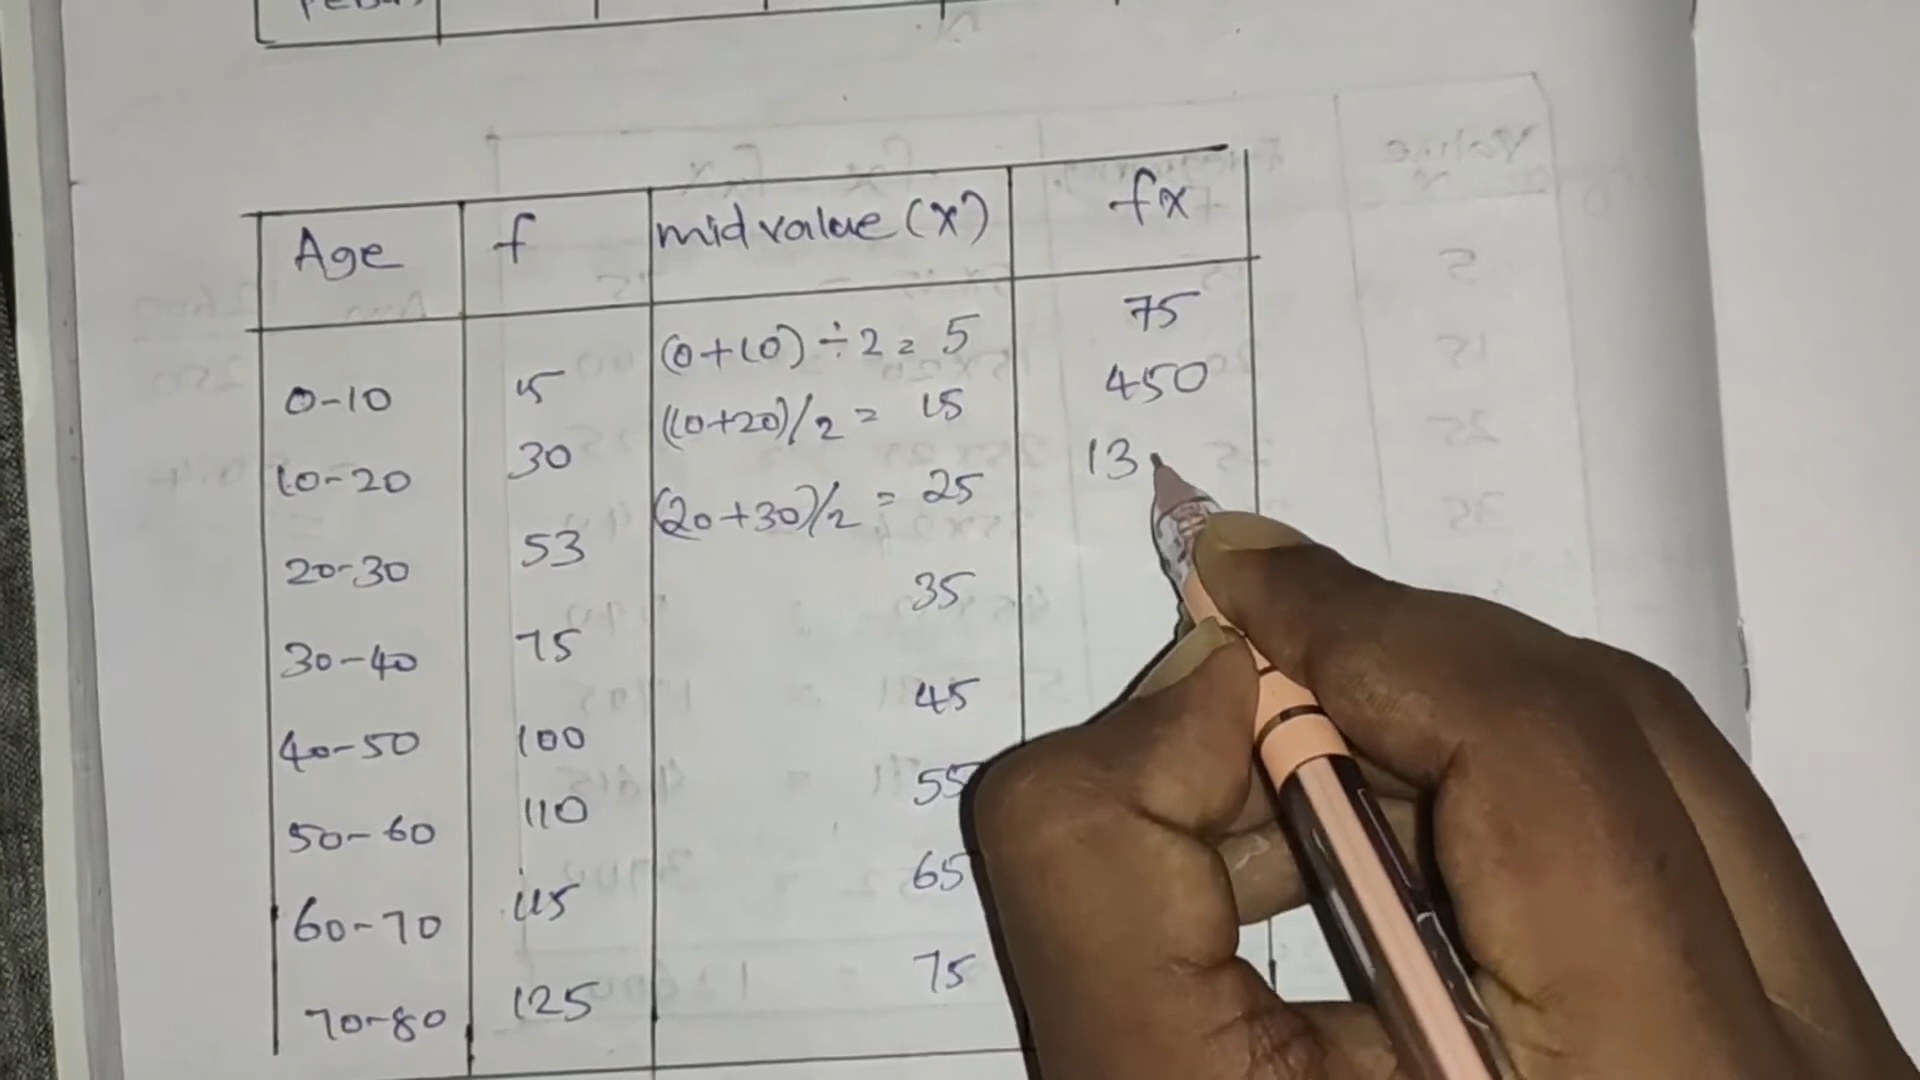 Age f mid value (x) fx
0-10 15 (0+10) ÷ 2 = 5 75
10-20 30 (10+20)/2 = 15 450
20-30 53 (20+30)/2 = 25 13
30-40 75 35
40-50 100 45
50-60 110 55
60-70 115 65
70-80 125 75